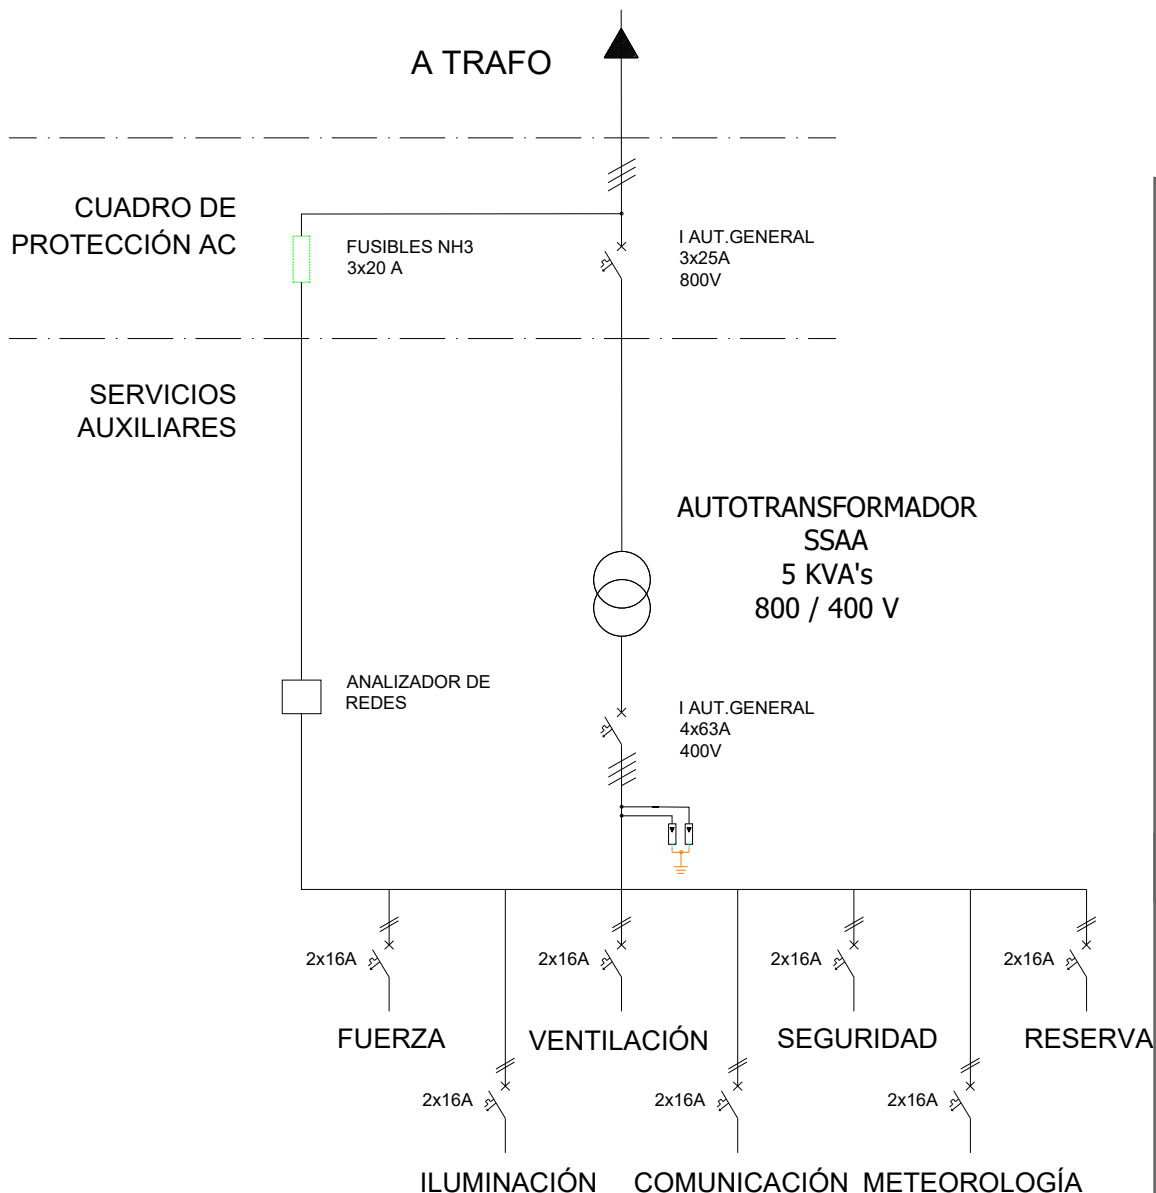 A TRAFO
CUADRO DE
PROTECCIÓN AC
FUSIBLES NH3
3x20 A
I AUT.GENERAL
3x25A
800V
SERVICIOS
AUXILIARES
AUTOTRANSFORMADOR
SSAA
5 KVA's
800 / 400 V
ANALIZADOR DE
REDES
I AUT.GENERAL
4x63A
400V
2x16A
2x16A
2x16A
2x16A
FUERZA
VENTILACIÓN
SEGURIDAD
RESERVA
2x16A
2x16A
2x16A
ILUMINACIÓN
COMUNICACIÓN
METEOROLOGÍA